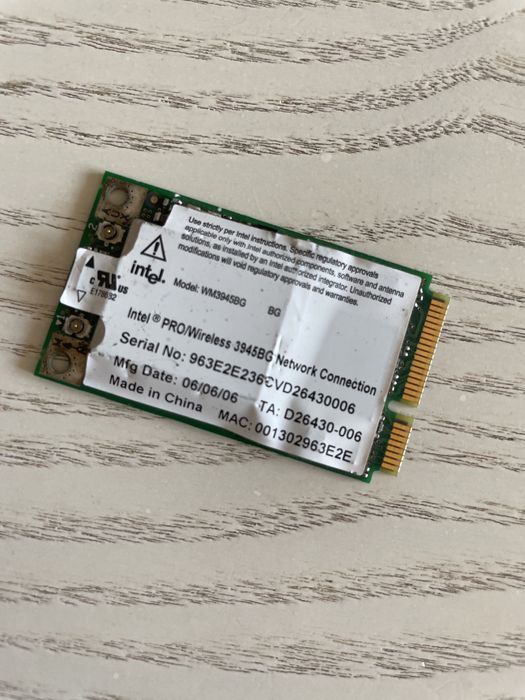 Use strictly per Intel instructions. Specific regulatory approvals
applicable only with Intel authorized components, software and antenna
solutions, as installed by an Intel authorized integrator. Unauthorized
modifications will void regulatory approvals and warranties.
intel.
Model: WM3945BG BG
Intel ® PRO/Wireless 3945BG Network Connection
Serial No: 963E2E236CVD26430006
Mfg Date: 06/06/06 TA: D26430-006
Made in China MAC: 001302963E2E
2
c US
E178692